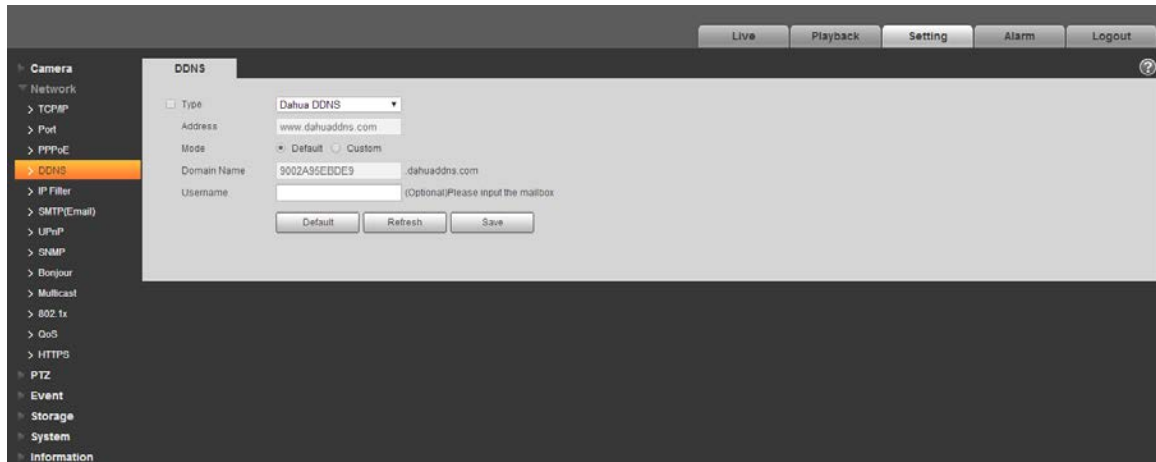 Live
Playback
Setting
Alarm
Logout
Camera
Network
> TCP/IP
> Port
> PPPoE
> DDNS
> IP Filter
> SMTP(Email)
> UPnP
> SNMP
> Bonjour
> Multicast
> 802.1x
> QoS
> HTTPS
PTZ
Event
Storage
System
Information
DDNS
?
Type Dahua DDNS
Address www.dahuaddns.com
Mode Default Custom
Domain Name 9002A95EBDE9 .dahuaddns.com
Username (Optional)Please input the mailbox
Default Refresh Save